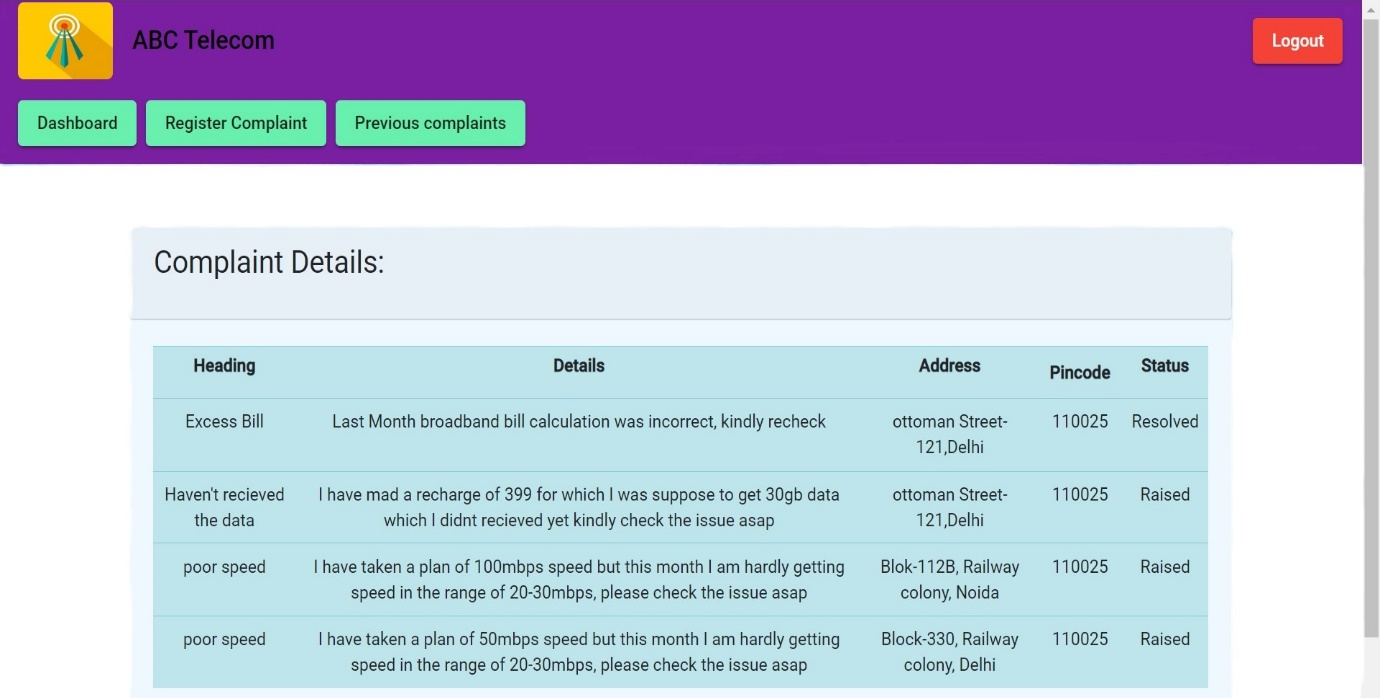 ABC Telecom
Logout
Dashboard
Register Complaint
Previous complaints
Complaint Details:
Heading
Details
Address
Pincode
Status
Excess Bill
Last Month broadband bill calculation was incorrect, kindly recheck
ottoman Street-
121,Delhi
110025
Resolved
Haven't recieved
the data
I have mad a recharge of 399 for which I was suppose to get 30gb data
which I didnt recieved yet kindly check the issue asap
ottoman Street-
121,Delhi
110025
Raised
poor speed
I have taken a plan of 100mbps speed but this month I am hardly getting
speed in the range of 20-30mbps, please check the issue asap
Blok-112B, Railway
colony, Noida
110025
Raised
poor speed
I have taken a plan of 50mbps speed but this month I am hardly getting
speed in the range of 20-30mbps, please check the issue asap
Block-330, Railway
colony, Delhi
110025
Raised